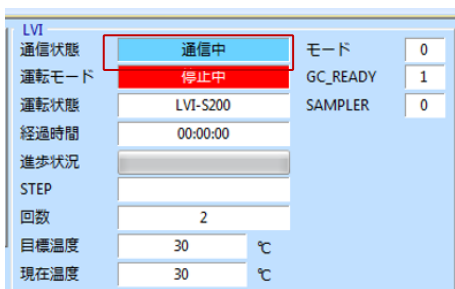 LVI
通信状態 通信中 モード 0
運転モード 停止中 GC_READY 1
運転状態 LVI-S200 SAMPLER 0
経過時間 00:00:00
進歩状況
STEP
回数 2
目標温度 30 ℃
現在温度 30 ℃